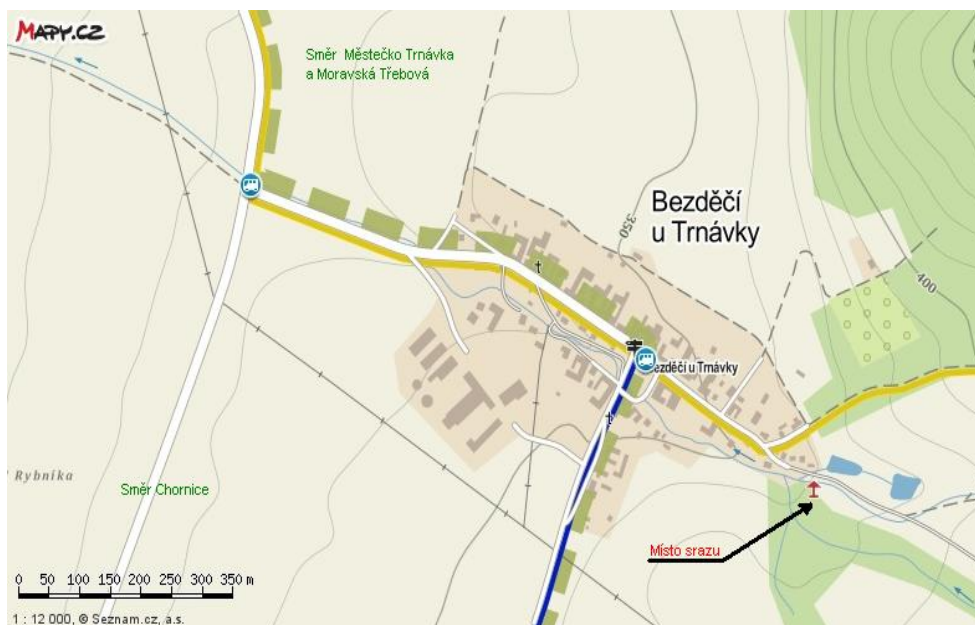 MAPY.CZ
Směr Městečko Trnávka
a Moravská Třebová
Bezděčí
u Trnávky
350
400
Bezděčí u Trnávky
Rybníka
Směr Chornice
Místo srazu
0 50 100 150 200 250 300 350 m
1 : 12 000, © Seznam.cz, a.s.